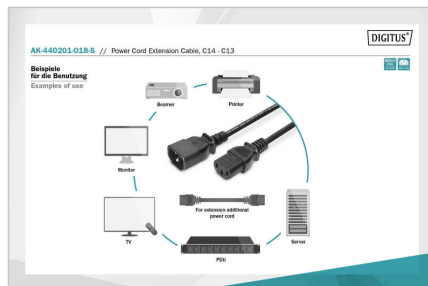 DIGITUS®
AK-440201-018-S // Power Cord Extension Cable, C14 - C13
Beispiele
für die Benutzung
Examples of use
Beamer
Printer
Monitor
For extension additional
power cord
TV
Server
PDU